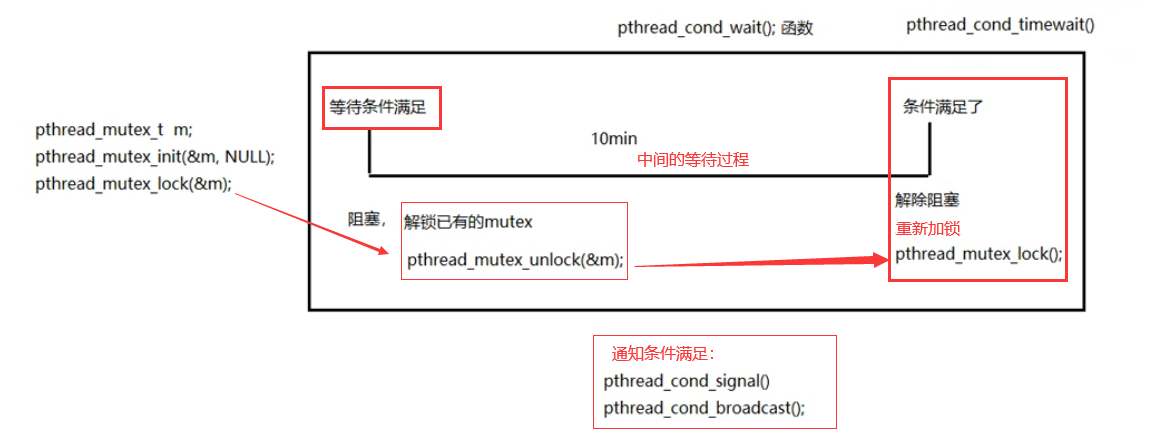 pthread_cond_wait(); 函数
pthread_cond_timewait()
等待条件满足
条件满足了
pthread_mutex_t  m;
pthread_mutex_init(&m, NULL);
pthread_mutex_lock(&m);
10min
中间的等待过程
阻塞，
解锁已有的mutex
pthread_mutex_unlock(&m);
解除阻塞
重新加锁
pthread_mutex_lock();
通知条件满足：
pthread_cond_signal()
pthread_cond_broadcast();